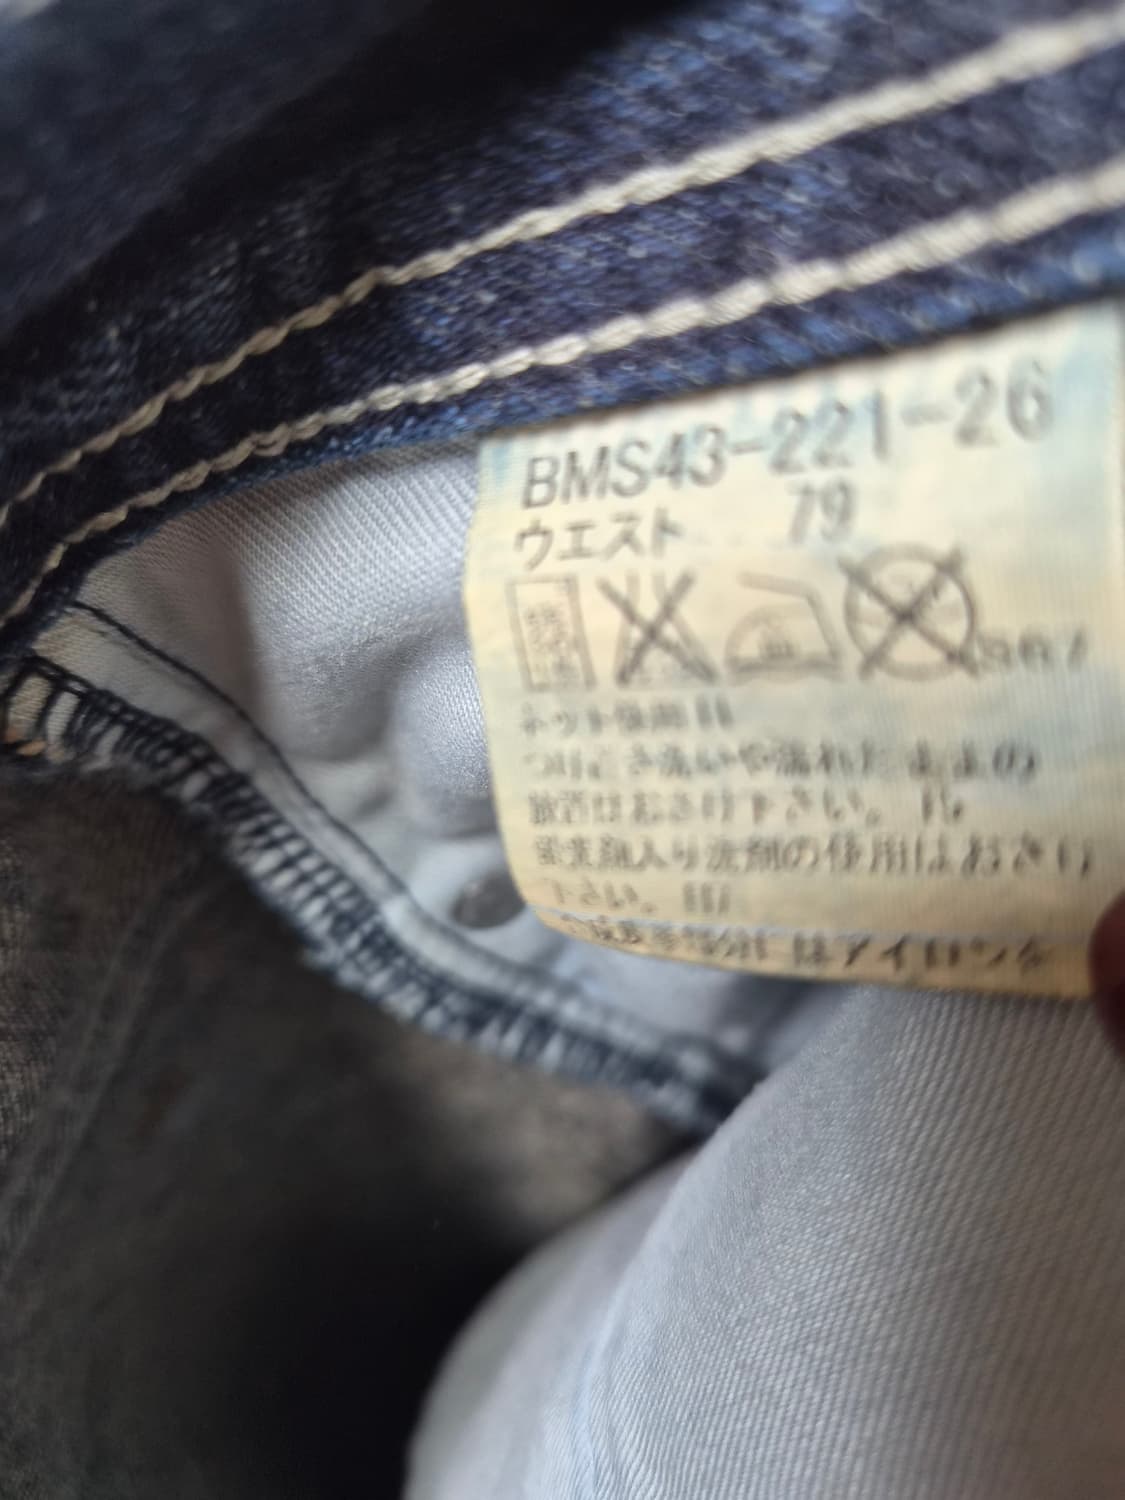 BMS43-221-26
ウエスト 79
ネット使用
つけおき洗いや濡れたままの
放置はおさけ下さい。
蛍光剤入り洗剤の使用はおさけ
下さい。
はアイロンを